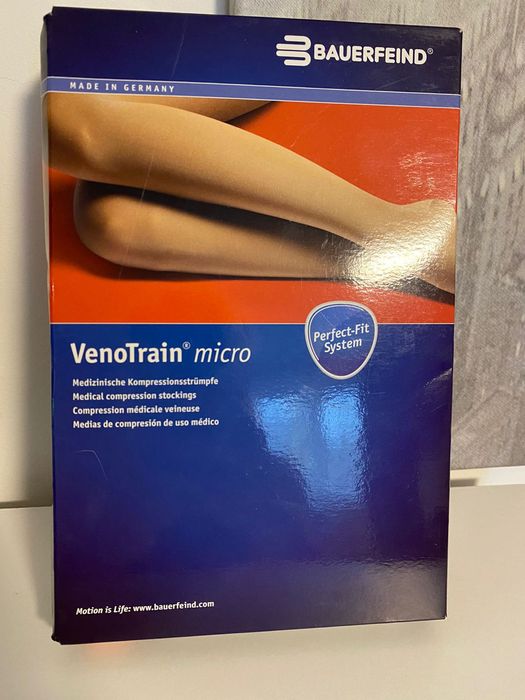 BAUERFEIND®
MADE IN GERMANY
Perfect-Fit
System
VenoTrain® micro
Medizinische Kompressionsstrümpfe
Medical compression stockings
Compression médicale veineuse
Medias de compresión de uso médico
Motion is Life: www.bauerfeind.com